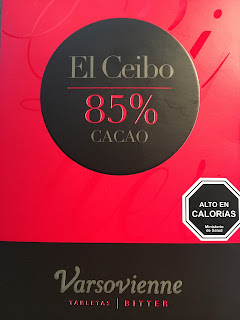 El Ceibo
85%
CACAO
ALTO EN
CALORÍAS
Ministerio
de Salud
Varsovienne
TABLETAS | BITTER